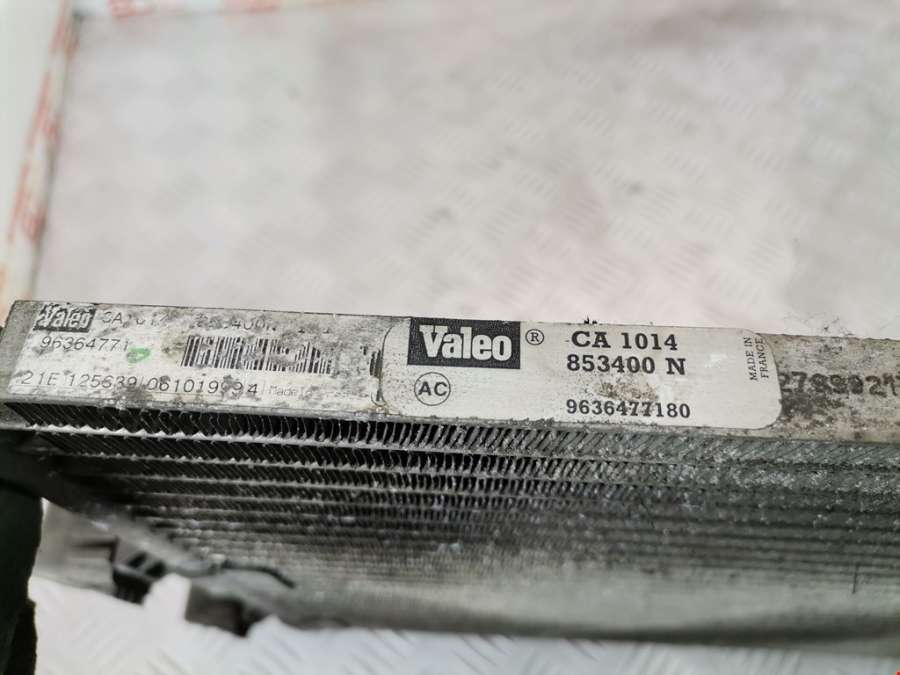 Valeo
96364771
21E 125639 061019 94 Made
Valeo ® CA 1014
853400 N
AC
9636477180
MADE IN
FRANCE